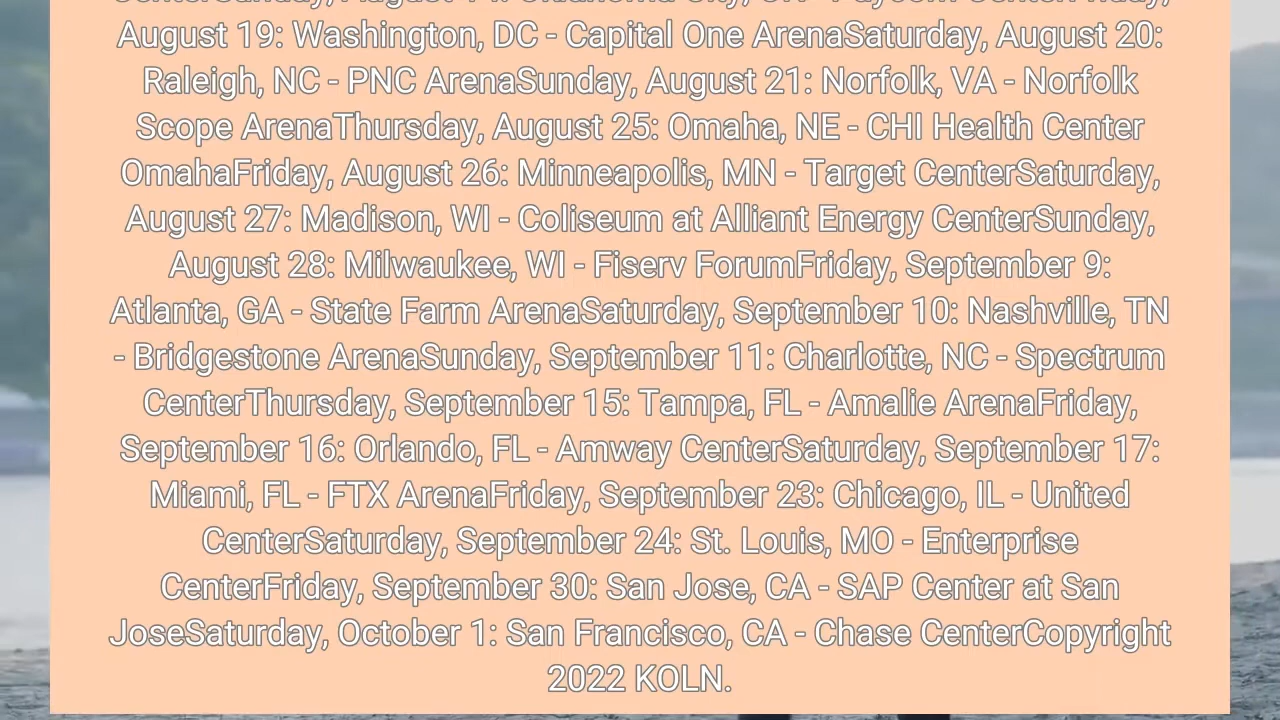 August 19: Washington, DC - Capital One ArenaSaturday, August 20:
Raleigh, NC - PNC ArenaSunday, August 21: Norfolk, VA - Norfolk
Scope ArenaThursday, August 25: Omaha, NE - CHI Health Center
OmahaFriday, August 26: Minneapolis, MN - Target CenterSaturday,
August 27: Madison, WI - Coliseum at Alliant Energy CenterSunday,
August 28: Milwaukee, WI - Fiserv ForumFriday, September 9:
Atlanta, GA - State Farm ArenaSaturday, September 10: Nashville, TN
- Bridgestone ArenaSunday, September 11: Charlotte, NC - Spectrum
CenterThursday, September 15: Tampa, FL - Amalie ArenaFriday,
September 16: Orlando, FL - Amway CenterSaturday, September 17:
Miami, FL - FTX ArenaFriday, September 23: Chicago, IL - United
CenterSaturday, September 24: St. Louis, MO - Enterprise
CenterFriday, September 30: San Jose, CA - SAP Center at San
JoseSaturday, October 1: San Francisco, CA - Chase CenterCopyright
2022 KOLN.